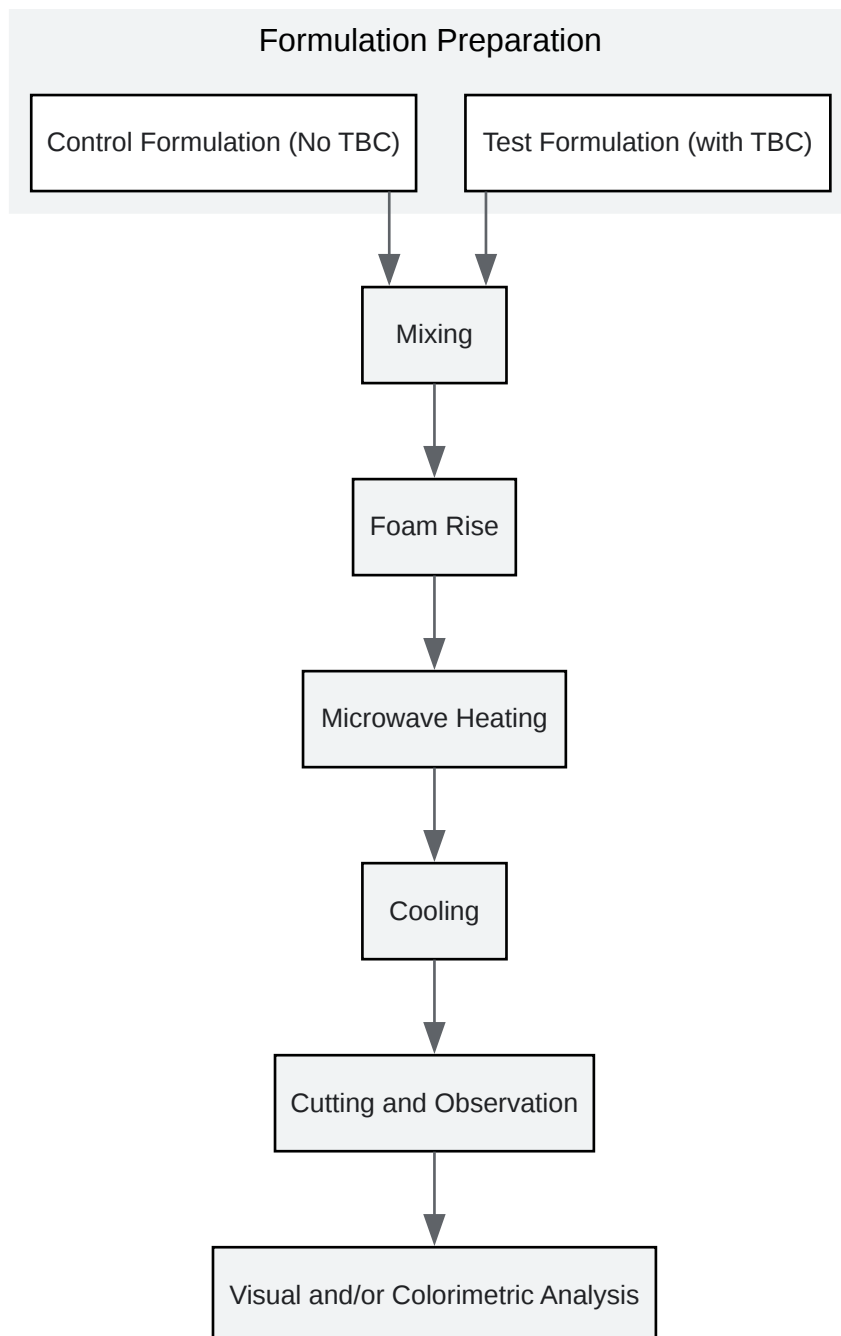 Formulation Preparation
Control Formulation (No TBC)
Test Formulation (with TBC)
Mixing
Foam Rise
Microwave Heating
Cooling
Cutting and Observation
Visual and/or Colorimetric Analysis